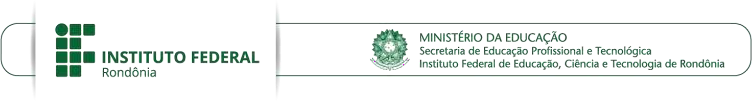 INSTITUTO FEDERAL
Rondônia
MINISTÉRIO DA EDUCAÇÃO
Secretaria de Educação Profissional e Tecnológica
Instituto Federal de Educação, Ciência e Tecnologia de Rondônia